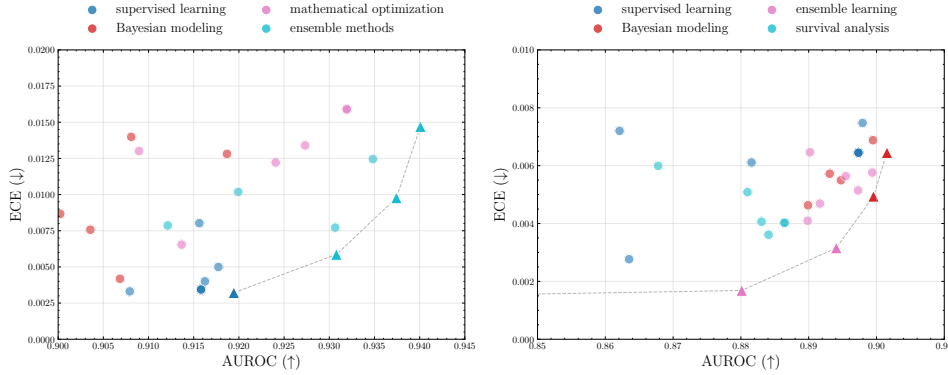 supervised learning
mathematical optimization
Bayesian modeling
ensemble methods
0.0200
0.0175
0.0150
0.0125
0.0100
0.0075
0.0050
0.0025
0.000
ECE (↓)
0.900 0.905 0.910 0.915 0.920 0.925 0.930 0.935 0.940 0.945
AUROC (↑)
supervised learning
ensemble learning
Bayesian modeling
survival analysis
0.010
0.008
0.006
0.004
0.002
0.000
ECE (↓)
0.85 0.86 0.87 0.88 0.89 0.90 0.9
AUROC (↑)